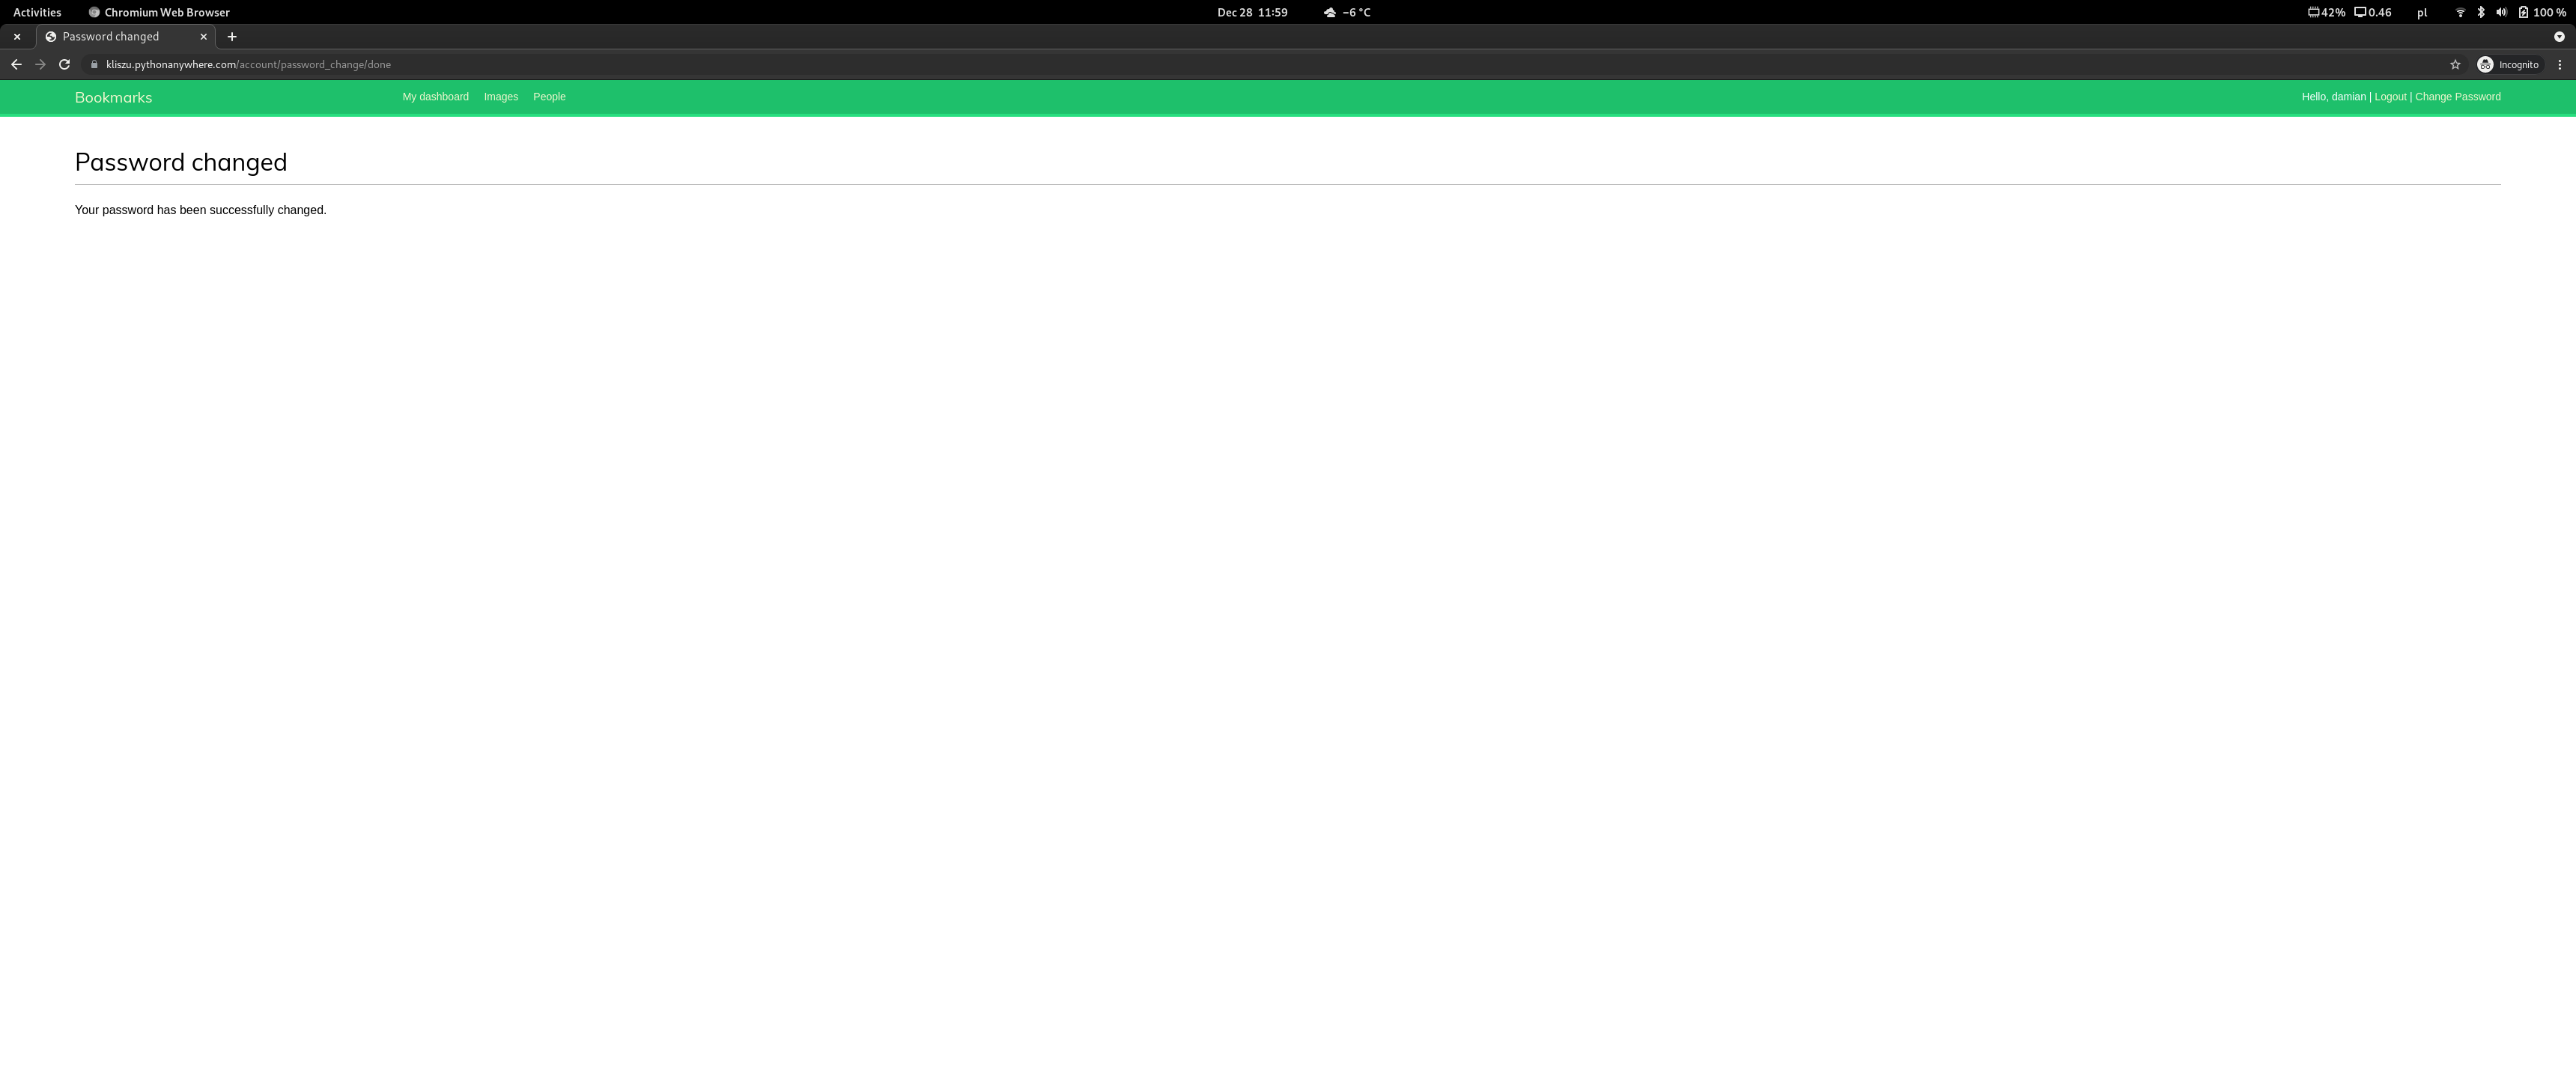 Activities Chromium Web Browser Dec 28 11:59 -6 °C 42% 0.46 pl 100 %
Password changed
kliszu.pythonanywhere.com/account/password_change/done Incognito
Bookmarks My dashboard Images People Hello, damian | Logout | Change Password
Password changed
Your password has been successfully changed.